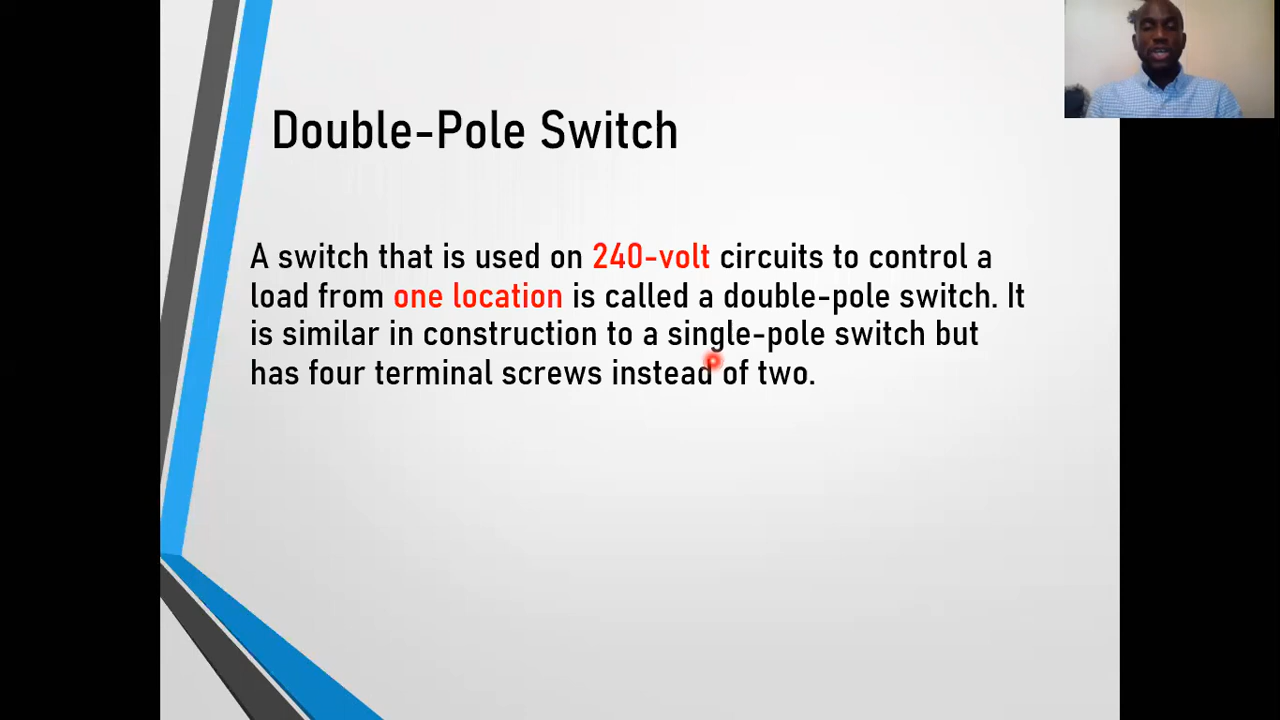 Double-Pole Switch
A switch that is used on 240-volt circuits to control a
load from one location is called a double-pole switch. It
is similar in construction to a single-pole switch but
has four terminal screws instead of two.